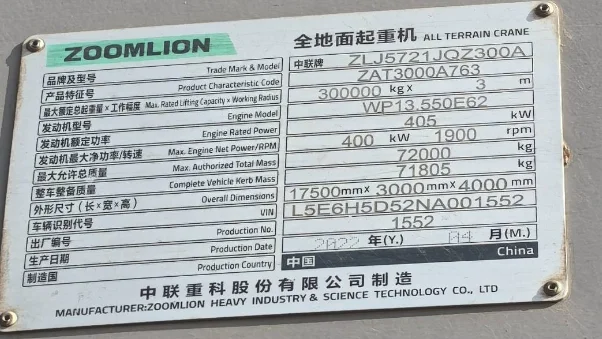 ZOOMLION 全地面起重机 ALL TERRAIN CRANE
品牌及型号 Trade Mark & Model 中联牌 ZLJ5721JQZ300A
产品特征号 Product Characteristic Code ZAT3000A763
最大额定总起重量×工作幅度 Max. Rated Lifting Capacity × Working Radius 300000 kg× 3 m
发动机型号 Engine Model WP13.550E62
发动机额定功率 Engine Rated Power 405 kW
发动机最大净功率/转速 Max. Engine Net Power/RPM 400 kW 1900 rpm
最大允许总质量 Max. Authorized Total Mass 72000 kg
整车整备质量 Complete Vehicle Kerb Mass 71805 kg
外形尺寸(长×宽×高) Overall Dimensions 17500mm× 3000mm× 4000mm
车辆识别代号 VIN L5E6H5D52NA001552
出厂编号 Production No. 1552
生产日期 Production Date 2022 年(Y.) 04 月(M.)
制造国 Production Country 中国 China
中联重科股份有限公司制造
MANUFACTURER:ZOOMLION HEAVY INDUSTRY & SCIENCE TECHNOLOGY CO., LTD